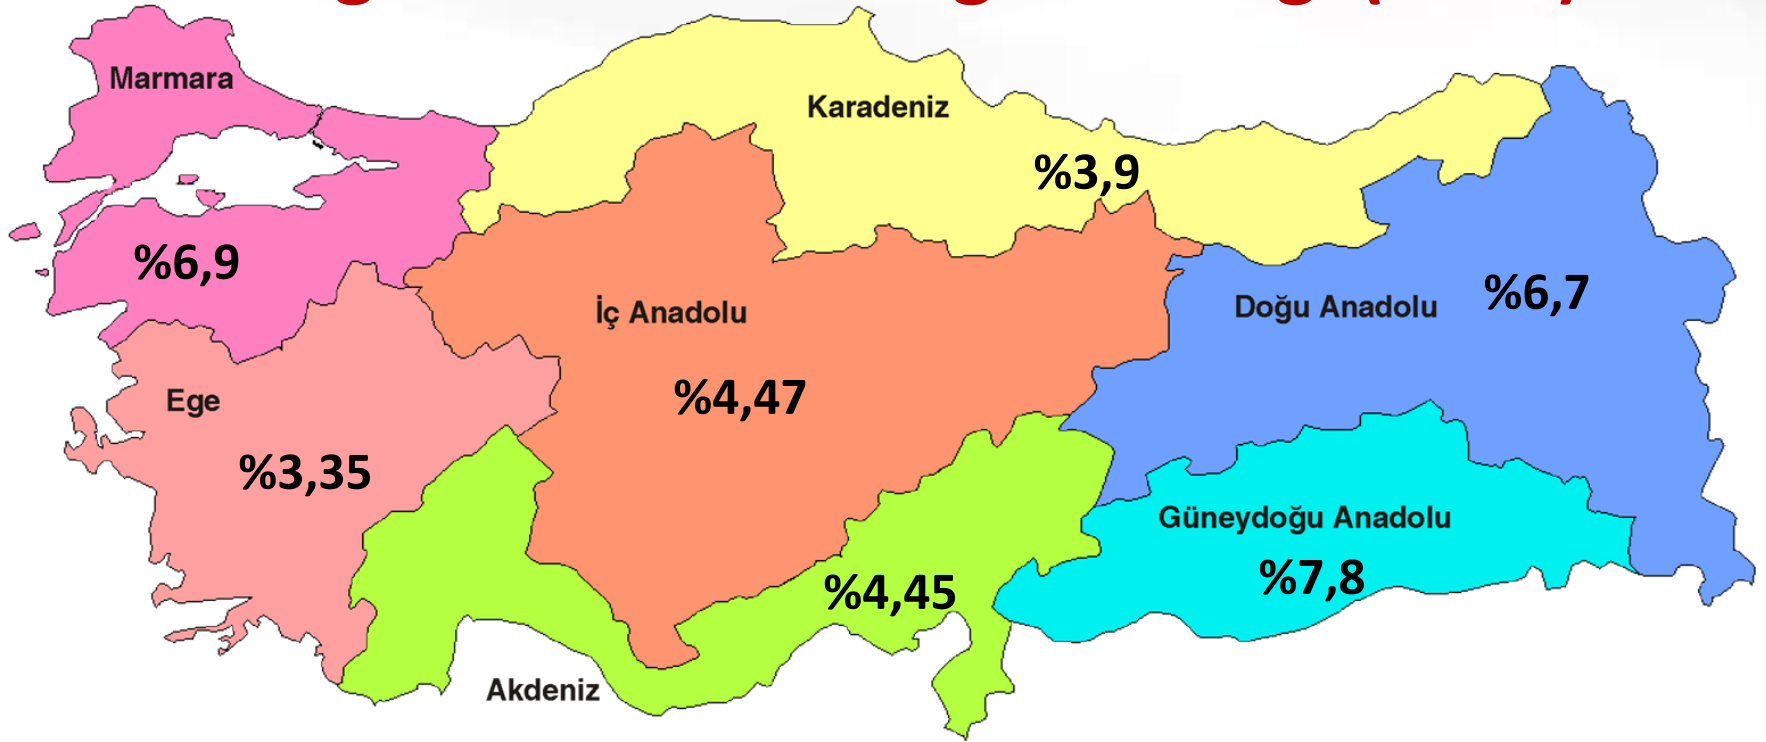 Marmara
Karadeniz
%3,9
%6,9
İç Anadolu
Doğu Anadolu
%6,7
%4,47
Ege
%3,35
Güneydoğu Anadolu
%7,8
%4,45
Akdeniz